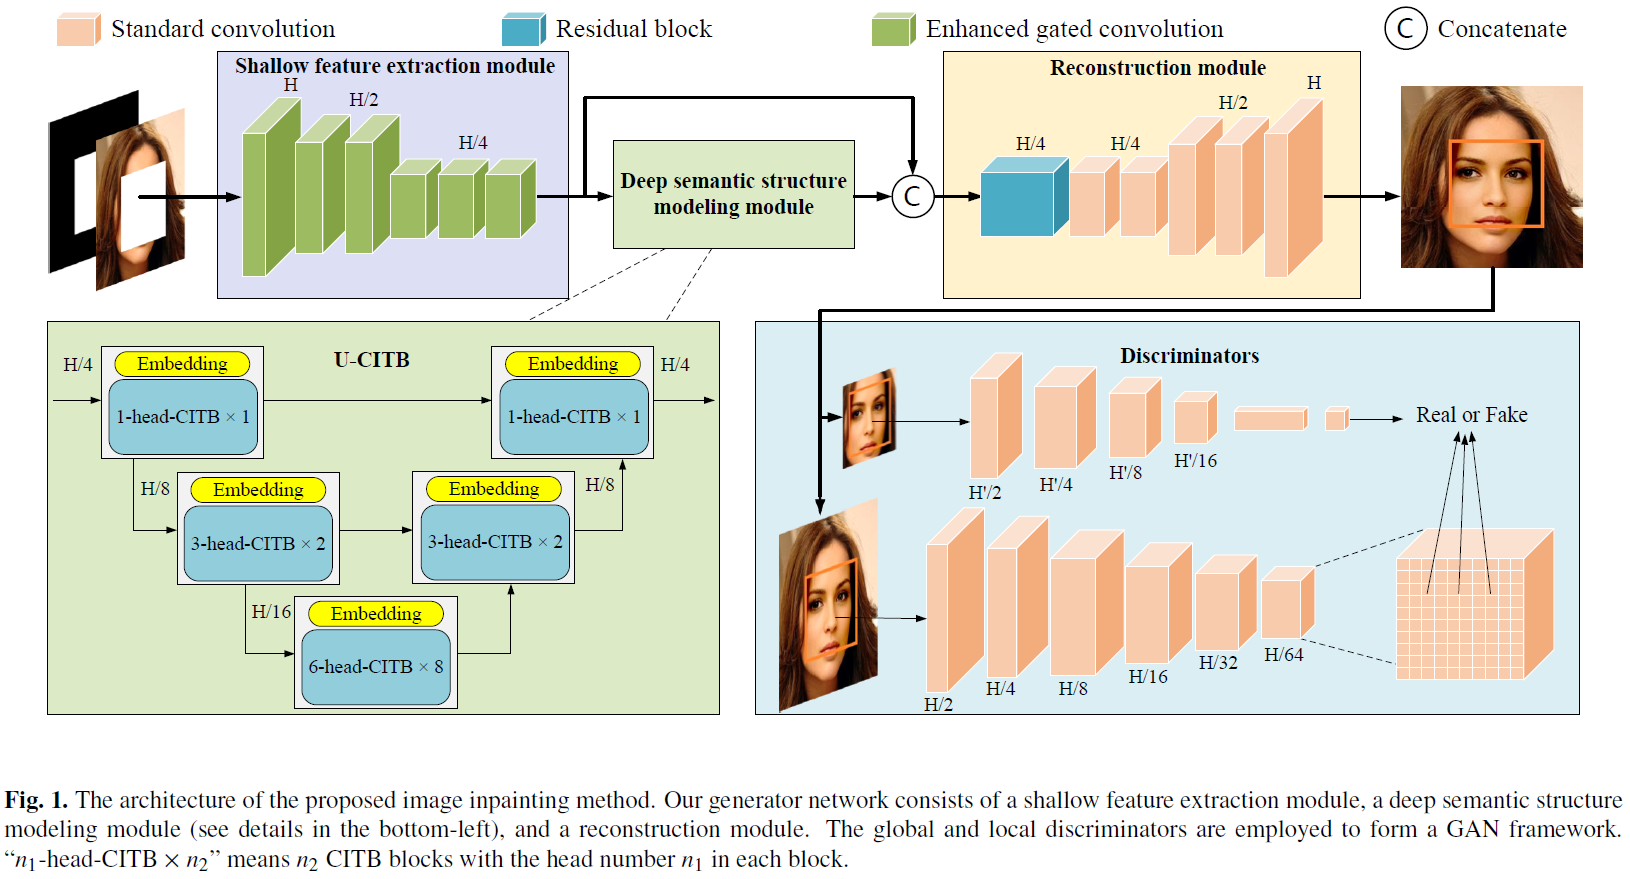 Standard convolution
Residual block
Enhanced gated convolution
C
Concatenate
Shallow feature extraction module
H
H/2
H/4
Deep semantic structure
modeling module
C
Reconstruction module
H/4
H/4
H/2
H
U-CITB
H/4
Embedding
1-head-CITB × 1
Embedding
1-head-CITB × 1
H/4
H/8
Embedding
3-head-CITB × 2
Embedding
3-head-CITB × 2
H/8
H/16
Embedding
6-head-CITB × 8
Discriminators
H'/2
H'/4
H'/8
H'/16
Real or Fake
H/2
H/4
H/8
H/16
H/32
H/64
Fig. 1. The architecture of the proposed image inpainting method. Our generator network consists of a shallow feature extraction module, a deep semantic structure
modeling module (see details in the bottom-left), and a reconstruction module. The global and local discriminators are employed to form a GAN framework.
“n₁-head-CITB × n₂” means n₂ CITB blocks with the head number n₁ in each block.